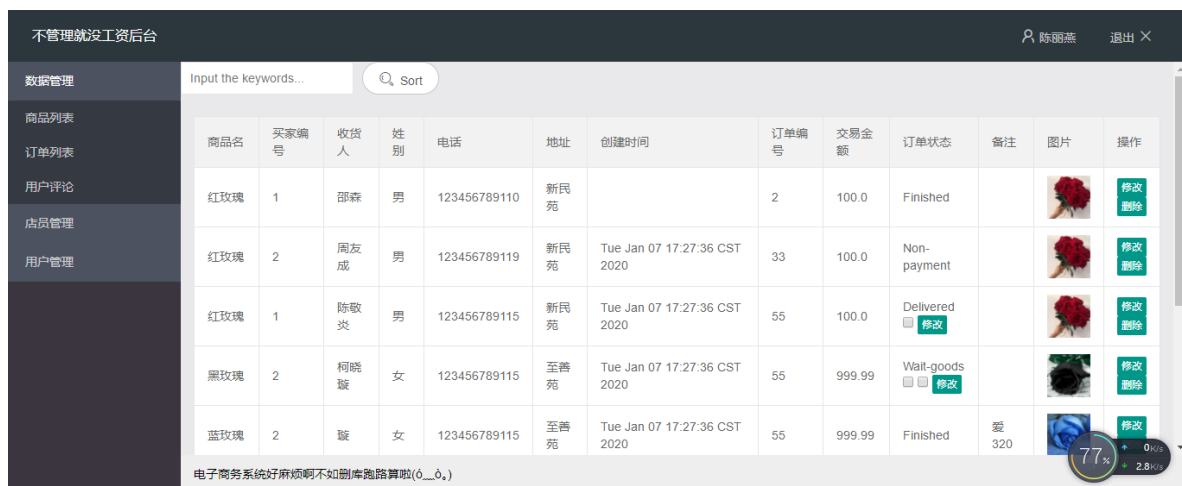 不管理就没工资后台
陈丽燕 退出
数据管理
商品列表
订单列表
用户评论
店员管理
用户管理
Input the keywords... Sort
商品名 买家编号 收货人 姓别 电话 地址 创建时间 订单编号 交易金额 订单状态 备注 图片 操作
红玫瑰 1 邵森 男 123456789110 新民苑 2 100.0 Finished 修改 删除
红玫瑰 2 周友成 男 123456789119 新民苑 Tue Jan 07 17:27:36 CST 2020 33 100.0 Non-payment 修改 删除
红玫瑰 1 陈敬炎 男 123456789115 新民苑 Tue Jan 07 17:27:36 CST 2020 55 100.0 Delivered 修改 修改 删除
黑玫瑰 2 柯晓璇 女 123456789115 至善苑 Tue Jan 07 17:27:36 CST 2020 55 999.99 Wait-goods 修改 修改 删除
蓝玫瑰 2 璇 女 123456789115 至善苑 Tue Jan 07 17:27:36 CST 2020 55 999.99 Finished 爱320 修改
电子商务系统好麻烦啊不如删库跑路算啦(ó﹏ò。)
77%
0K/s
2.8K/s